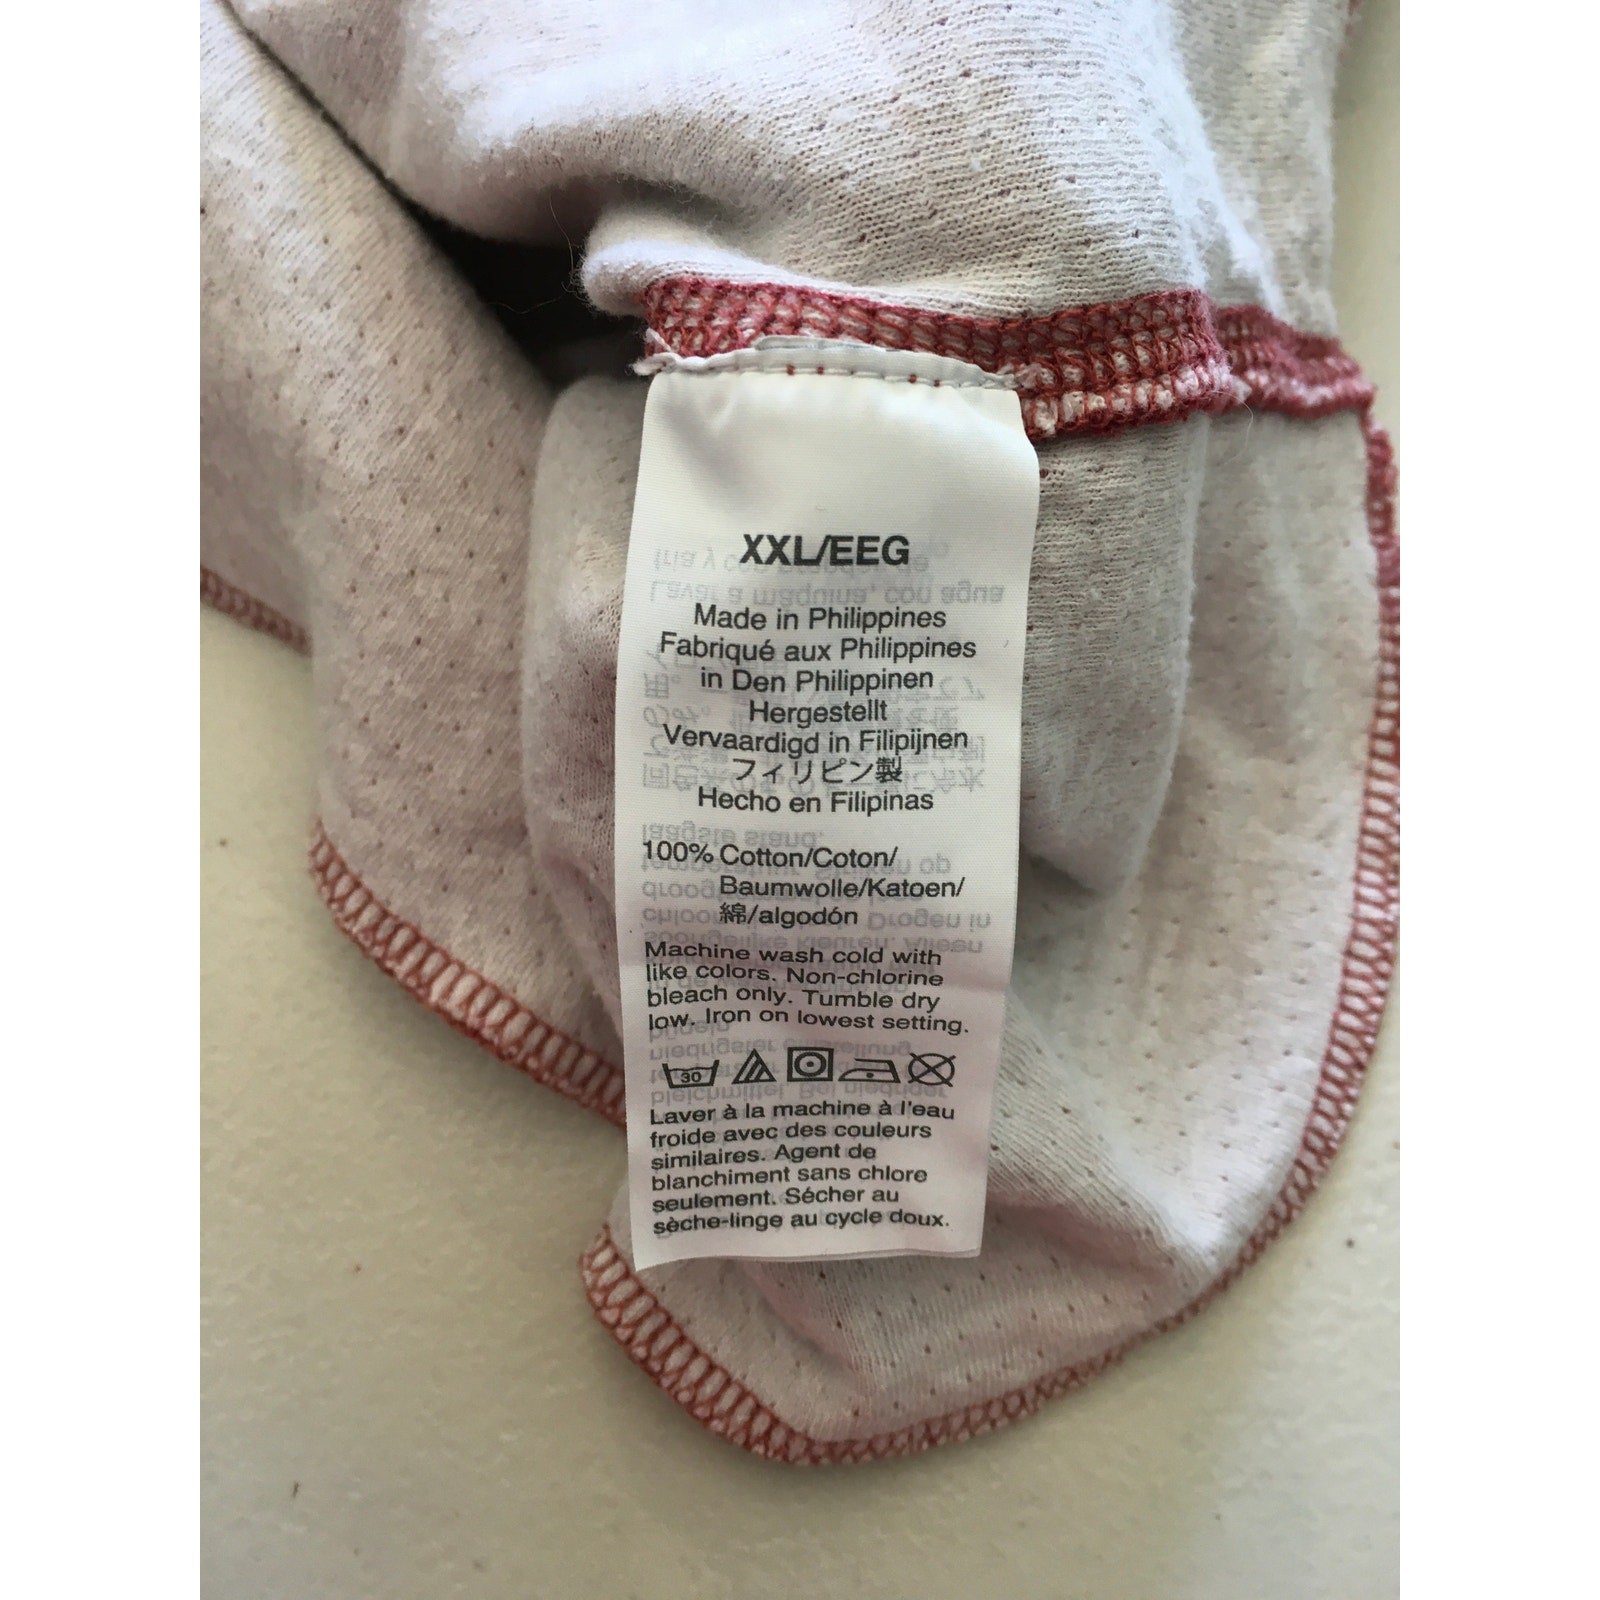 XXL/EEG
Made in Philippines
Fabriqué aux Philippines
in Den Philippinen
Hergestellt
Vervaardigd in Filipijnen
フィリピン製
Hecho en Filipinas
100% Cotton/Coton/
Baumwolle/Katoen/
綿/algodón
Machine wash cold with
like colors. Non-chlorine
bleach only. Tumble dry
low. Iron on lowest setting.
30
Laver à la machine à l'eau
froide avec des couleurs
similaires. Agent de
blanchiment sans chlore
seulement. Sécher au
sèche-linge au cycle doux.